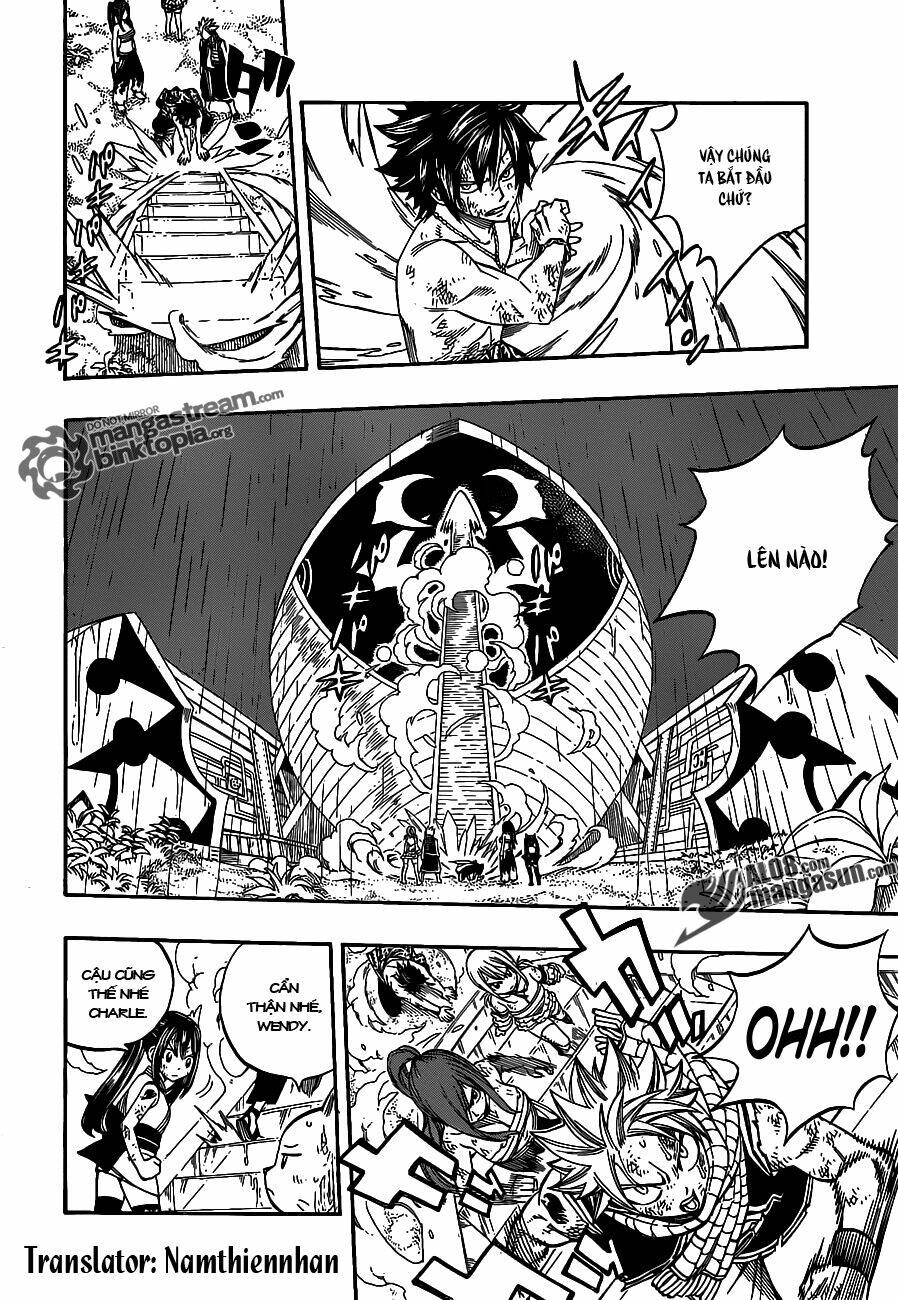 VẬY CHÚNG
TA BẮT ĐẦU
CHỨ?
DO NOT MIRROR
mangastream.com
binktopia.org
LÊN NÀO!
ALOB.com
mangasun.com
OHH!!
CẨN
THẬN NHÉ,
WENDY.
CẬU CŨNG
THẾ NHÉ
CHARLE.
Translator: Namthiennhan